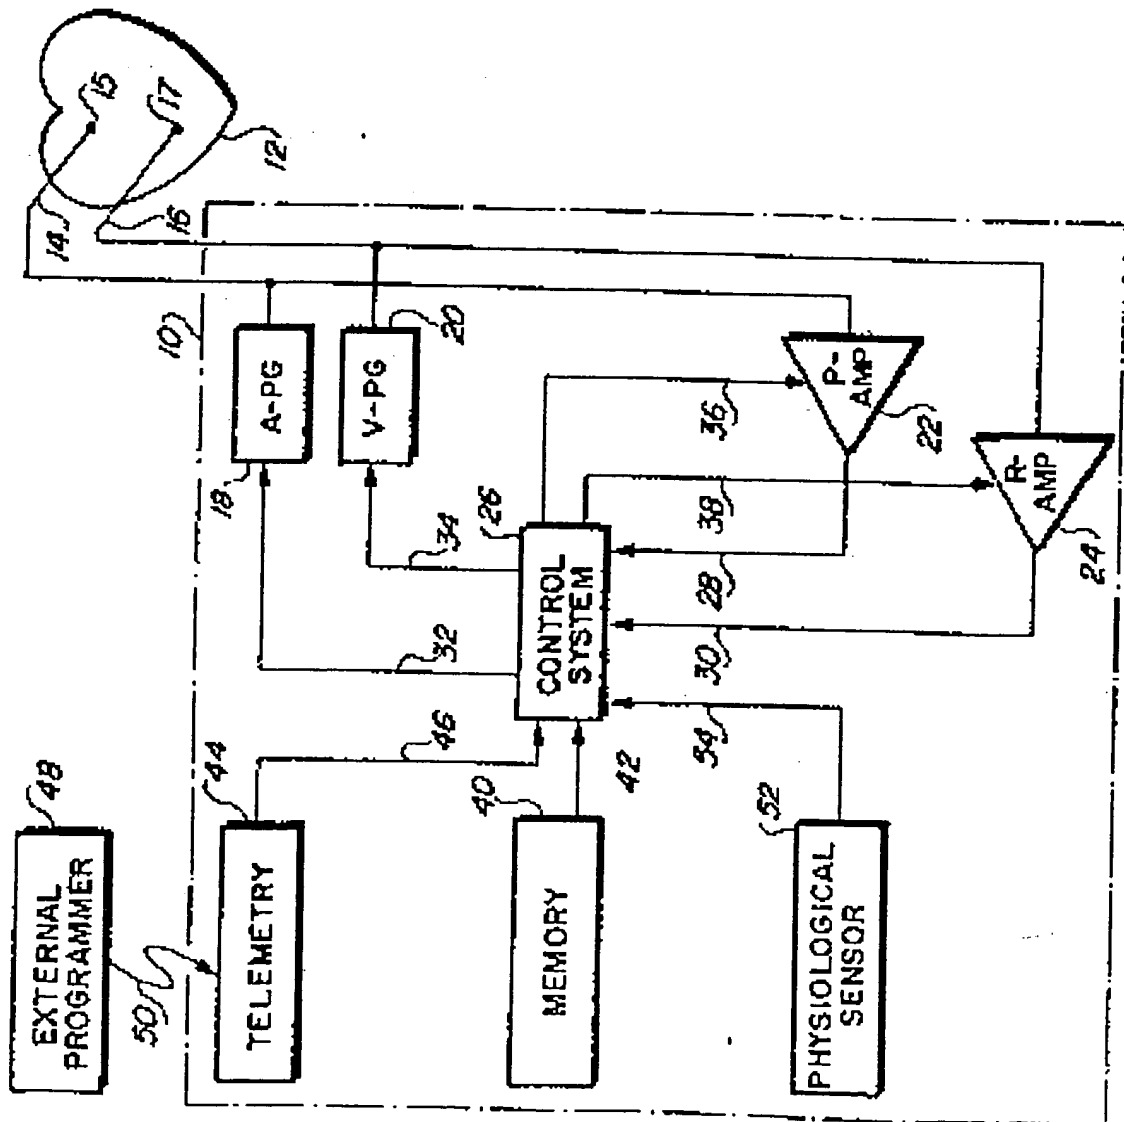 EXTERNAL
PROGRAMMER
48
50
10
TELEMETRY
44
46
MEMORY
40
42
PHYSIOLOGICAL
SENSOR
52
54
CONTROL
SYSTEM
26
32
34
18
A-PG
V-PG
20
36
38
28
30
P-
AMP
22
R-
AMP
24
14
16
15
17
12